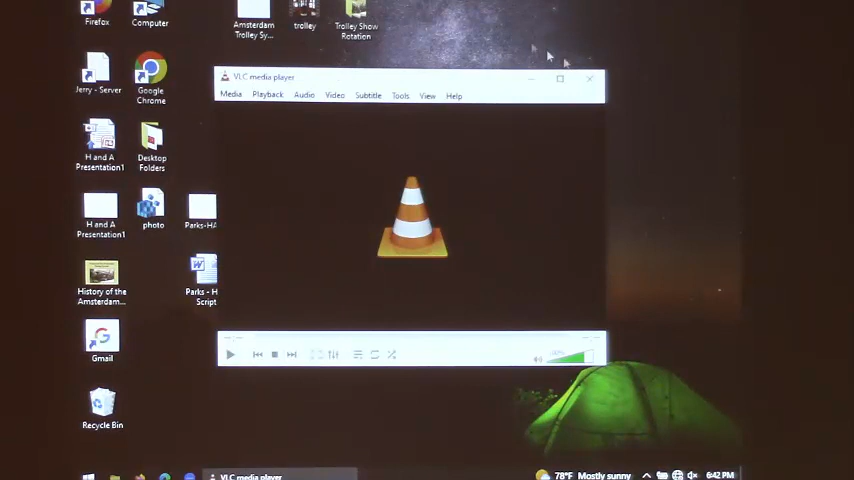 Firefox
Computer
Amsterdam
Trolley Sy...
trolley
Trolley Show
Rotation
VLC media player
Media Playback Audio Video Subtitle Tools View Help
Jerry - Server
Google
Chrome
H and A
Presentation1
Desktop
Folders
H and A
Presentation1
photo
Parks-HA
History of the
Amsterdam...
Parks - H
Script
Gmail
Recycle Bin
VLC media player
78°F Mostly sunny
6:42 PM